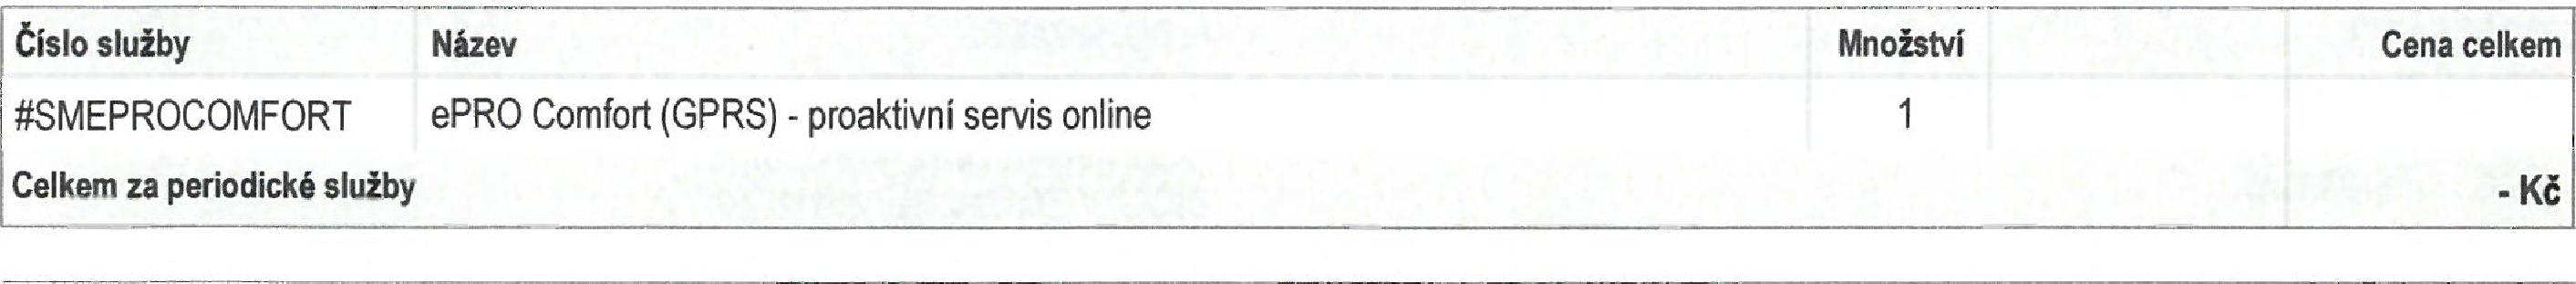 Číslo služby Název Množství Cena celkem
#SMEPROCOMFORT ePRO Comfort (GPRS) - proaktivní servis online 1
Celkem za periodické služby - Kč